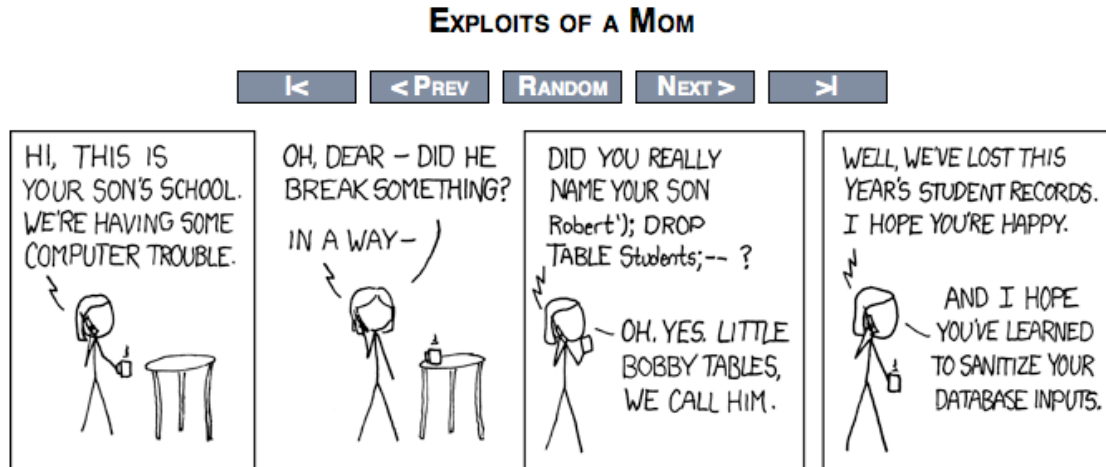 EXPLOITS OF A MOM
|<
< PREV
RANDOM
NEXT >
>|
HI, THIS IS
YOUR SON'S SCHOOL.
WE'RE HAVING SOME
COMPUTER TROUBLE.
OH, DEAR – DID HE
BREAK SOMETHING?
IN A WAY–
DID YOU REALLY
NAME YOUR SON
Robert'); DROP
TABLE Students;-- ?
OH. YES. LITTLE
BOBBY TABLES,
WE CALL HIM.
WELL, WE'VE LOST THIS
YEAR'S STUDENT RECORDS.
I HOPE YOU'RE HAPPY.
AND I HOPE
YOU'VE LEARNED
TO SANITIZE YOUR
DATABASE INPUTS.